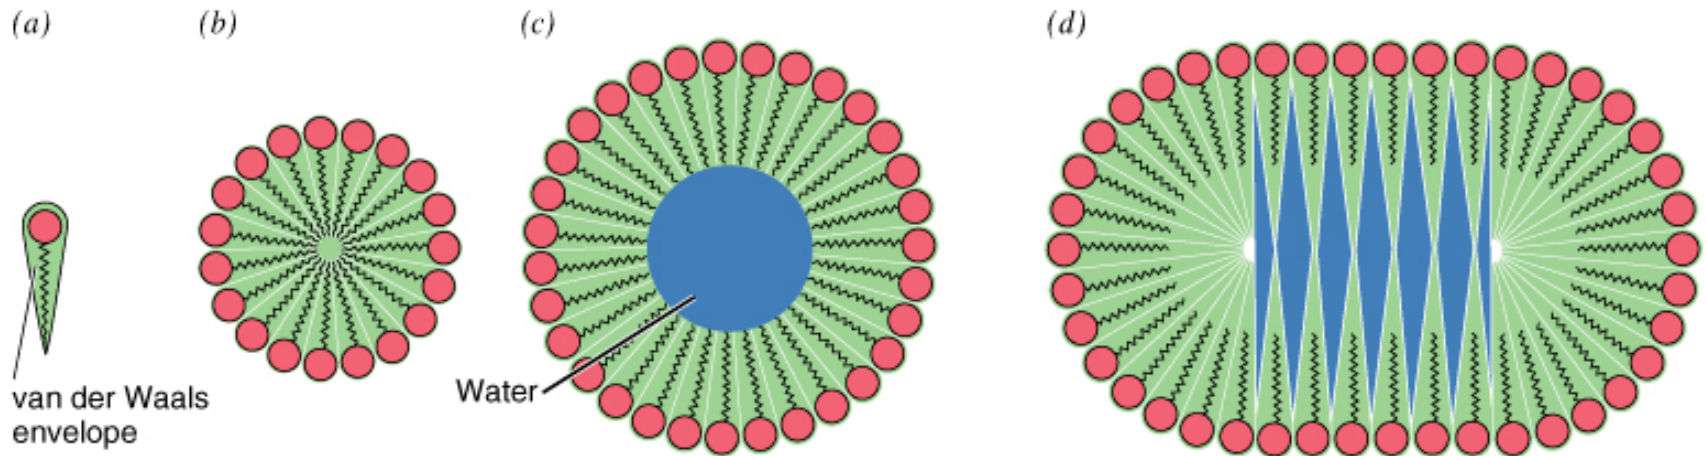 (a)
(b)
(c)
(d)
van der Waals
envelope
Water